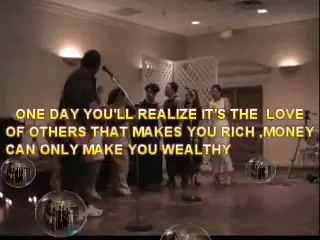 ONE DAY YOU'LL REALIZE IT'S THE LOVE
OF OTHERS THAT MAKES YOU RICH ,MONEY
CAN ONLY MAKE YOU WEALTHY